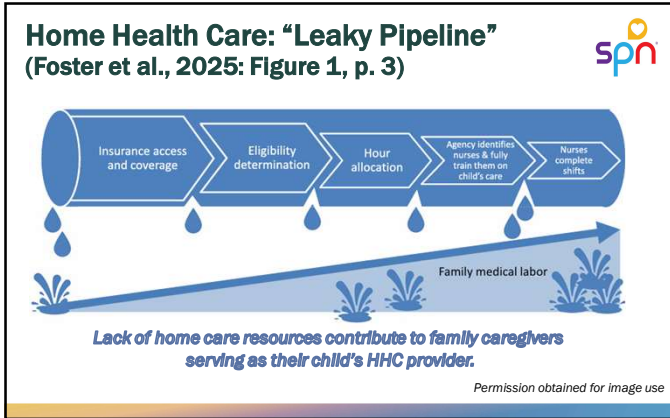 Home Health Care: “Leaky Pipeline”
(Foster et al., 2025: Figure 1, p. 3)
spn
Insurance access
and coverage
Eligibility
determination
Hour
allocation
Agency identifies
nurses & fully
train them on
child's care
Nurses
complete
shifts
Family medical labor
Lack of home care resources contribute to family caregivers
serving as their child’s HHC provider.
Permission obtained for image use